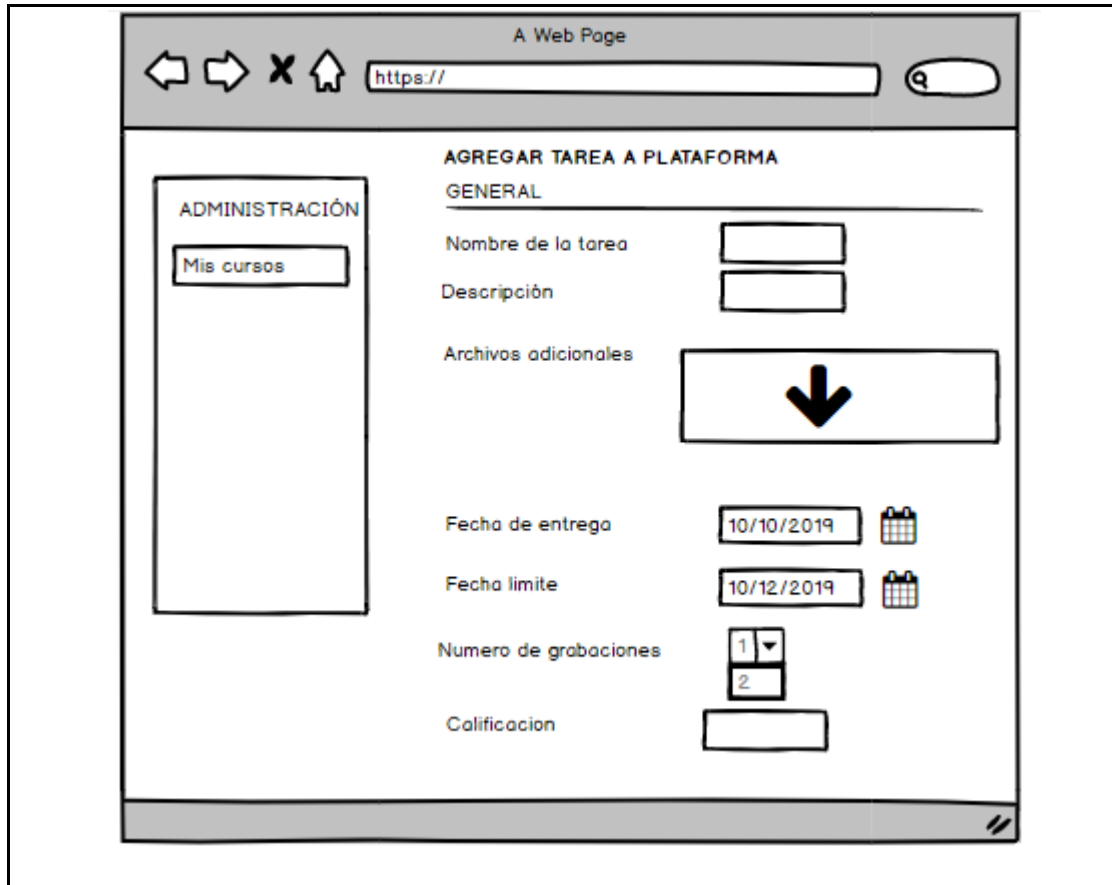 A Web Page
https://
ADMINISTRACIÓN
Mis cursos
AGREGAR TAREA A PLATAFORMA
GENERAL
Nombre de la tarea
Descripción
Archivos adicionales
Fecha de entrega 10/10/2019
Fecha limite 10/12/2019
Numero de grabaciones 1
2
Calificacion